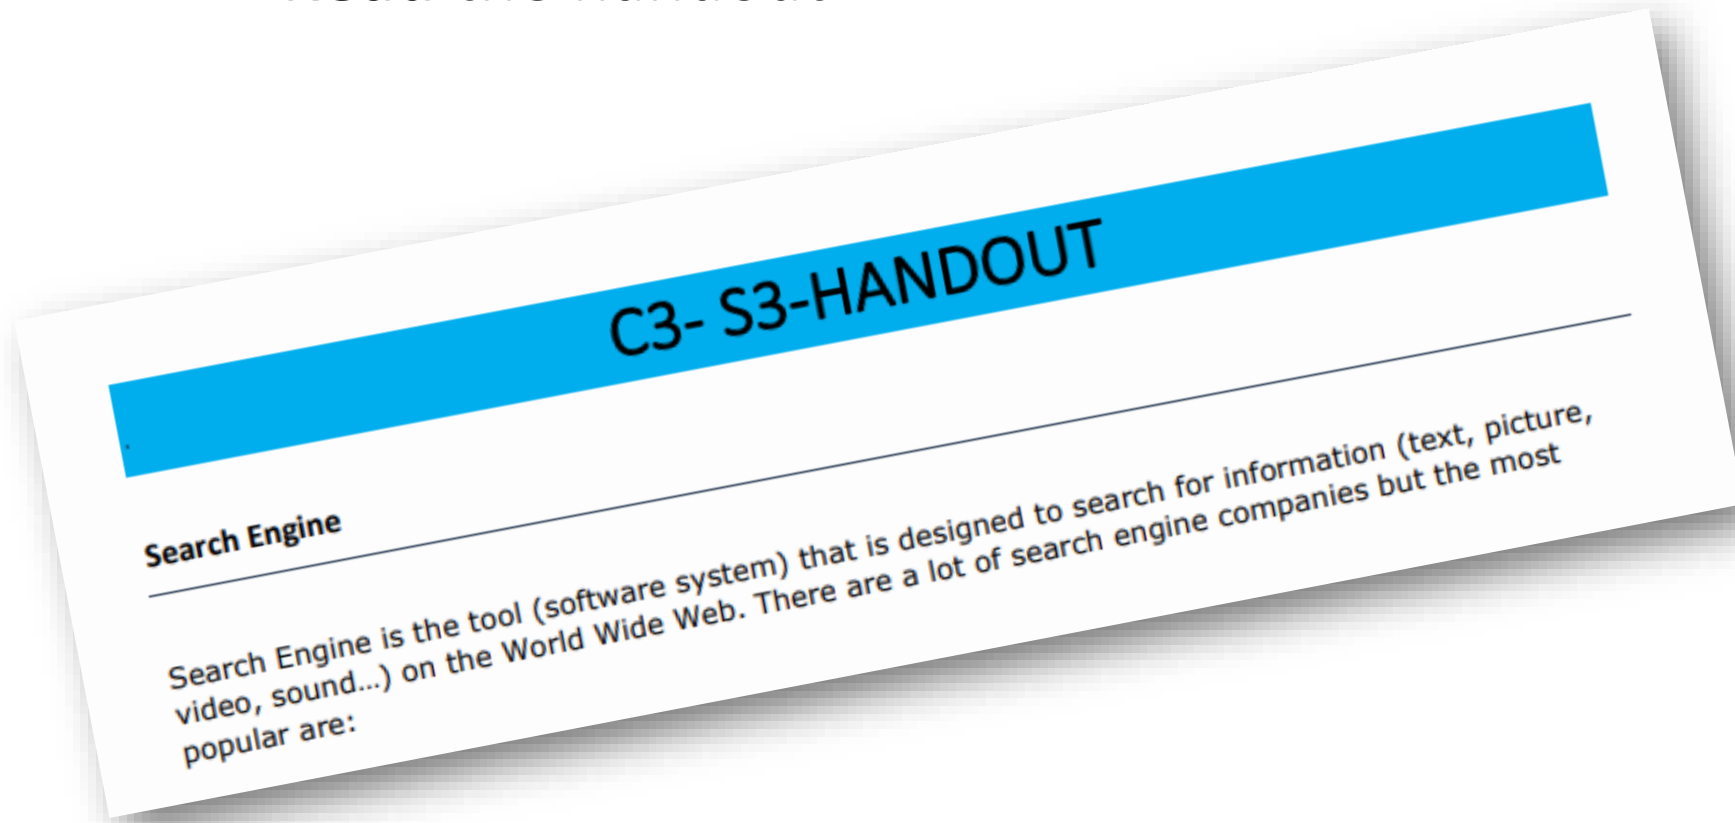 C3- S3-HANDOUT
Search Engine
Search Engine is the tool (software system) that is designed to search for information (text, picture,
video, sound...) on the World Wide Web. There are a lot of search engine companies but the most
popular are: